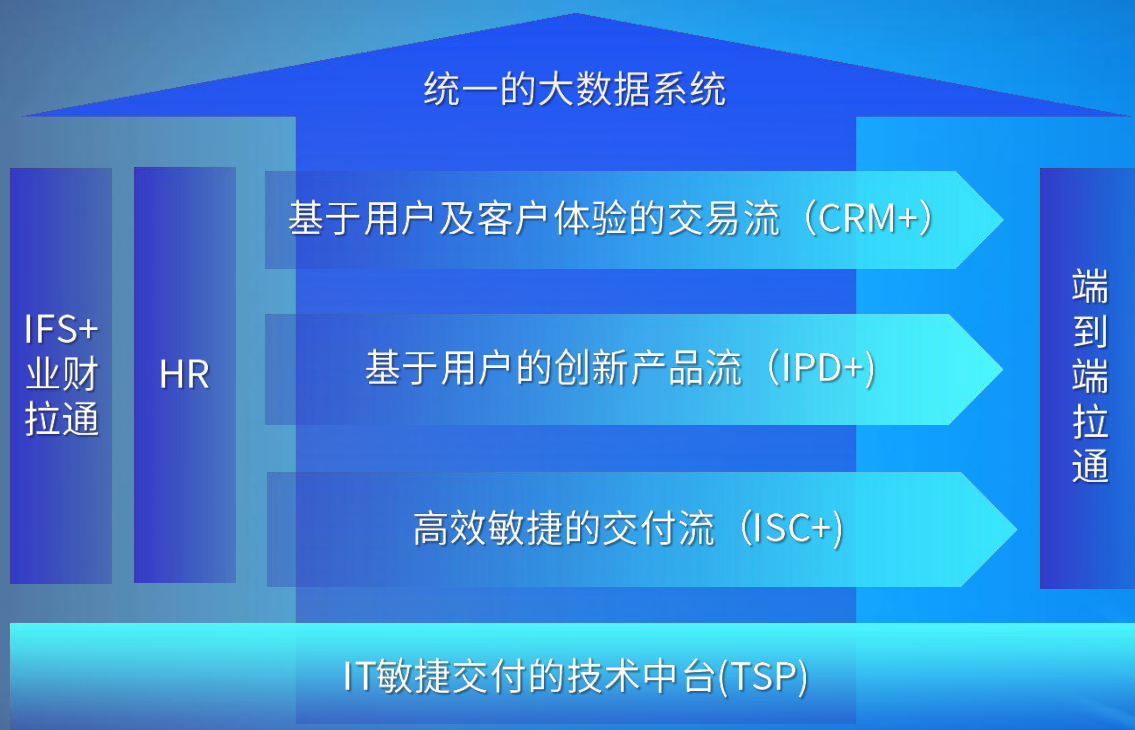 统一的大数据系统
基于用户及客户体验的交易流（CRM+）
IFS+
业财
拉通
HR
基于用户的创新产品流（IPD+)
高效敏捷的交付流（ISC+)
端
到
端
拉
通
IT敏捷交付的技术中台(TSP)